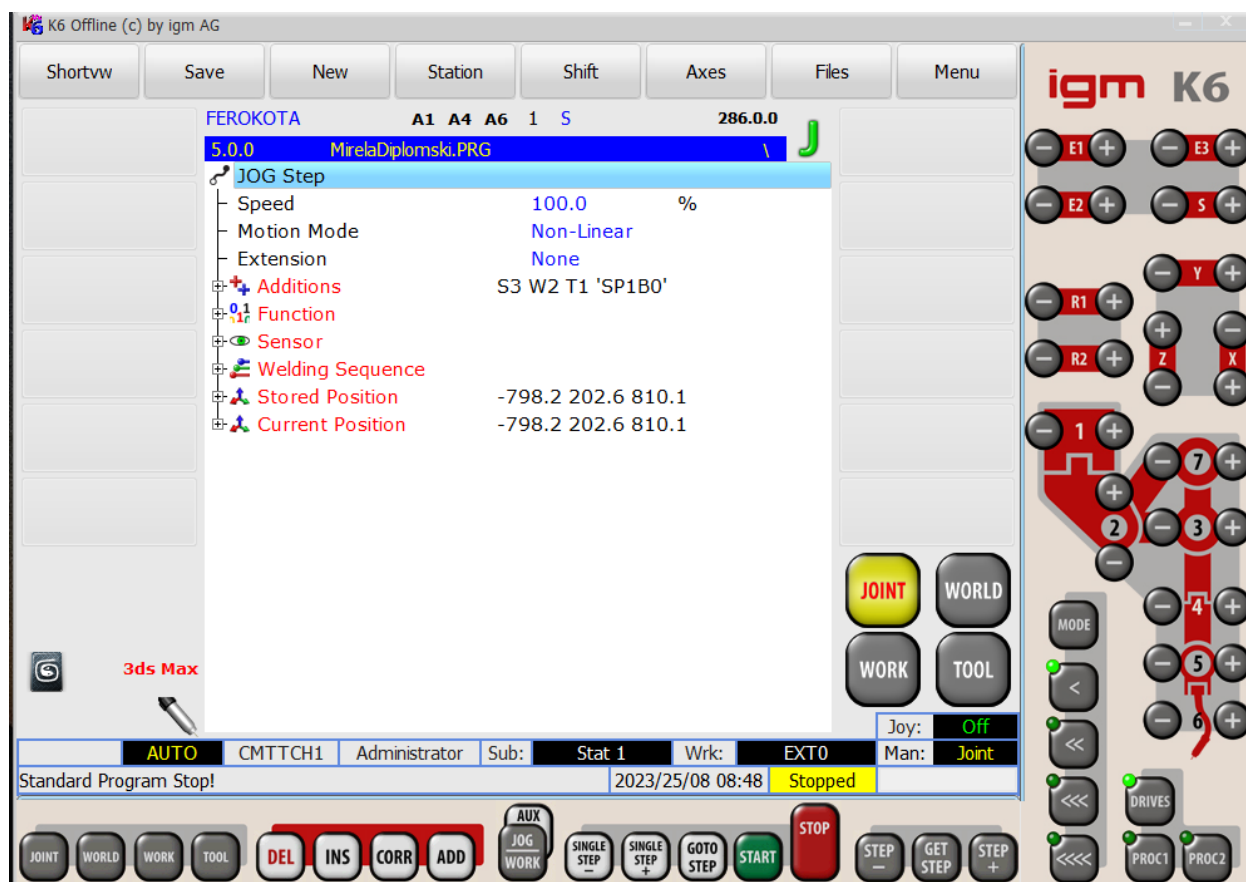 K6 Offline (c) by igm AG
Shortvw Save New Station Shift Axes Files Menu
igm K6
FEROKOTA A1 A4 A6 1 S 286.0.0
5.0.0 MirelaDiplomski.PRG \
JOG Step
Speed 100.0 %
Motion Mode Non-Linear
Extension None
Additions S3 W2 T1 'SP1B0'
Function
Sensor
Welding Sequence
Stored Position -798.2 202.6 810.1
Current Position -798.2 202.6 810.1
E1 E3
E2 S
Y
R1
R2 Z X
1
7
2 3
4
5
6
JOINT WORLD
WORK TOOL
MODE
<
<<
<<<
<<<<
3ds Max
Joy: Off
AUTO CMTTCH1 Administrator Sub: Stat 1 Wrk: EXT0 Man: Joint
Standard Program Stop! 2023/25/08 08:48 Stopped
DRIVES
PROC1 PROC2
JOINT WORLD WORK TOOL
DEL INS CORR ADD
AUX
JOG
WORK
SINGLE STEP -
SINGLE STEP +
GOTO STEP
START
STOP
STEP -
GET STEP
STEP +